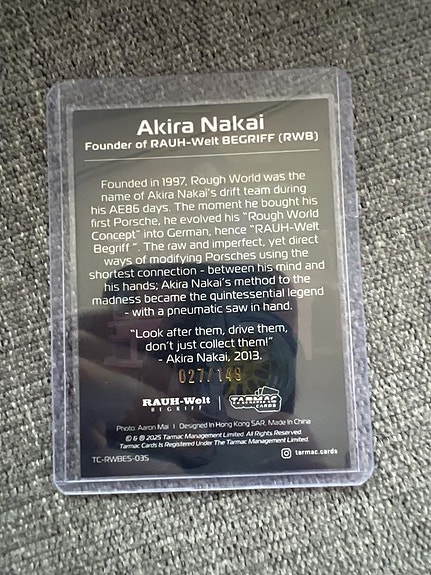 Akira Nakai
Founder of RAUH-Welt BEGRIFF (RWB)
Founded in 1997, Rough World was the
name of Akira Nakai's drift team during
his AE86 days. The moment he bought his
first Porsche, he evolved his "Rough World
Concept" into German, hence "RAUH-Welt
Begriff ". The raw and imperfect, yet direct
ways of modifying Porsches using the
shortest connection - between his mind and
his hands; Akira Nakai's method to the
madness became the quintessential legend
- with a pneumatic saw in hand.
"Look after them, drive them,
don't just collect them!"
- Akira Nakai, 2013.
027/149
RAUH-Welt
BEGRIFF
TARMAC
CARDS
Photo: Aaron Mai | Designed In Hong Kong SAR, Made In China
© & ® 2025 Tarmac Management Limited. All Rights Reserved.
Tarmac Cards Is Registered Under The Tarmac Management Limited.
TC-RWBES-03S
tarmac.cards